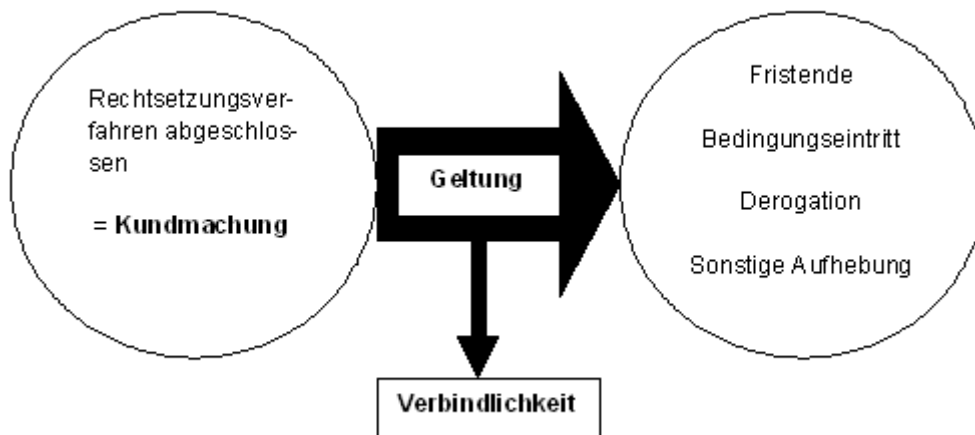 Rechtsetzungsver-
fahren abgeschlos-
sen
= Kundmachung
Geltung
Verbindlichkeit
Fristende
Bedingungseintritt
Derogation
Sonstige Aufhebung